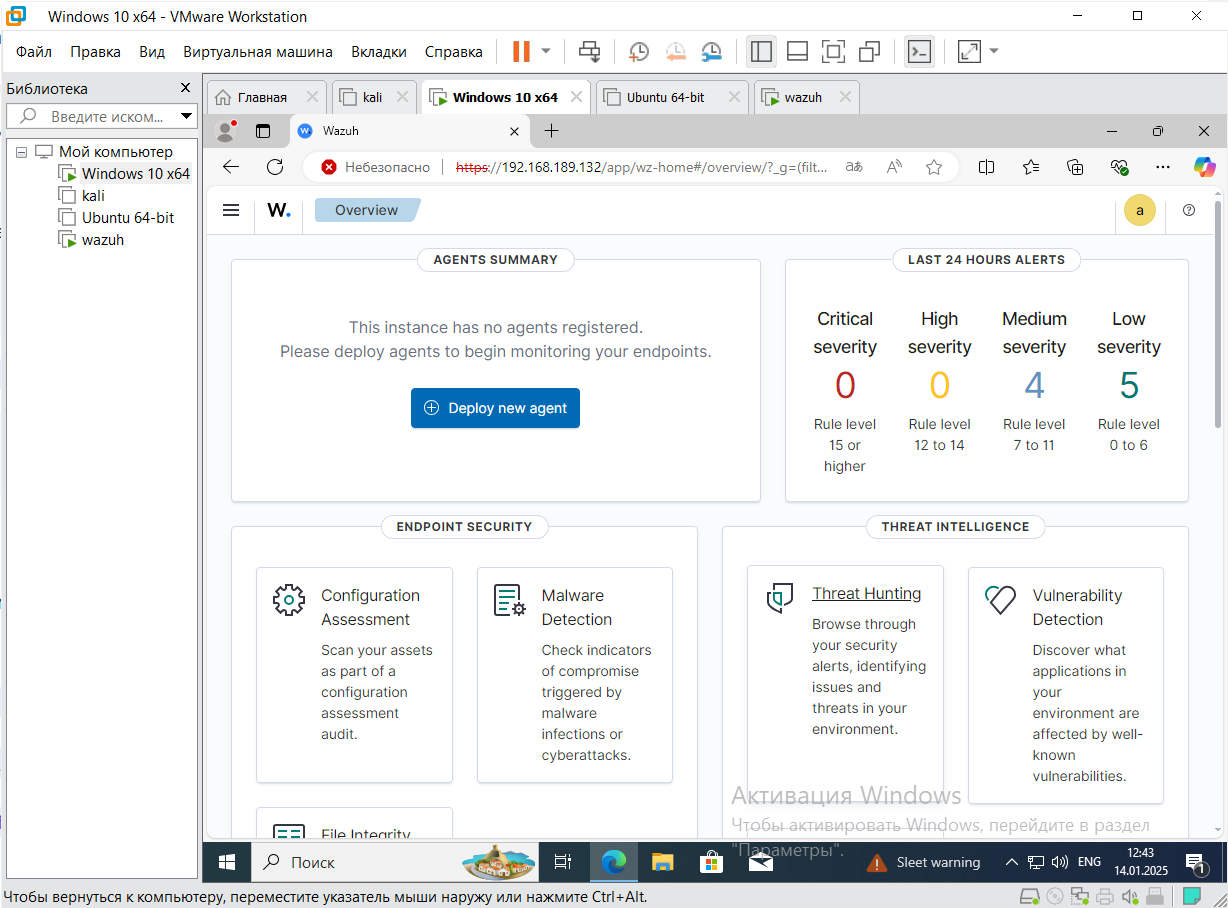 Windows 10 x64 - VMware Workstation
Файл Правка Вид Виртуальная машина Вкладки Справка
Библиотека
Введите иском...
Мой компьютер
Windows 10 x64
kali
Ubuntu 64-bit
wazuh
Главная kali Windows 10 x64 Ubuntu 64-bit wazuh
Wazuh
Небезопасно https://192.168.189.132/app/wz-home#/overview/?_g=(filt...
W. Overview a
AGENTS SUMMARY
This instance has no agents registered.
Please deploy agents to begin monitoring your endpoints.
Deploy new agent
LAST 24 HOURS ALERTS
Critical severity
0
Rule level 15 or higher
High severity
0
Rule level 12 to 14
Medium severity
4
Rule level 7 to 11
Low severity
5
Rule level 0 to 6
ENDPOINT SECURITY
Configuration
Assessment
Scan your assets
as part of a
configuration
assessment
audit.
Malware
Detection
Check indicators
of compromise
triggered by
malware
infections or
cyberattacks.
File Integrity
THREAT INTELLIGENCE
Threat Hunting
Browse through
your security
alerts, identifying
issues and
threats in your
environment.
Vulnerability
Detection
Discover what
applications in
your
environment are
affected by well-
known
vulnerabilities.
Активация Windows
Чтобы активировать Windows, перейдите в раздел
"Параметры".
Поиск
Sleet warning
ENG
12:43
14.01.2025
1
Чтобы вернуться к компьютеру, переместите указатель мыши наружу или нажмите Ctrl+Alt.